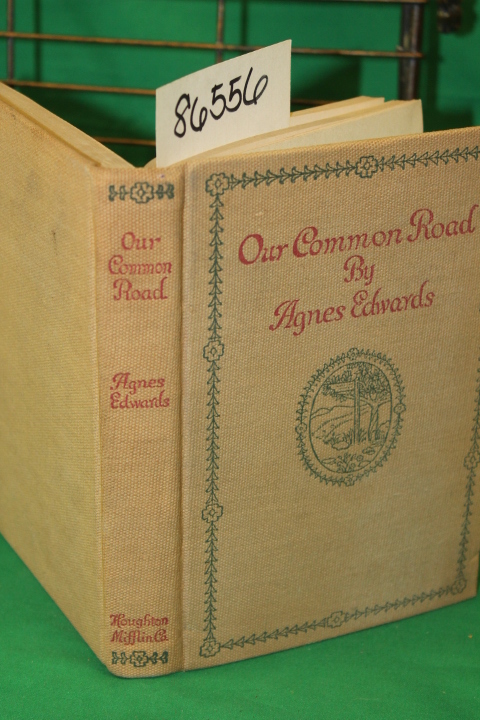 86556
Our
Common
Road
Agnes
Edwards
Houghton
Mifflin Co.
Our Common Road
By
Agnes Edwards